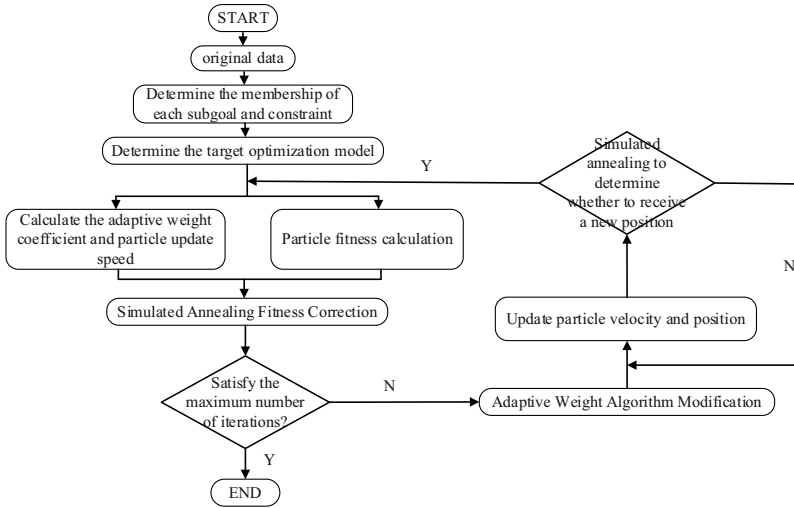 START
original data
Determine the membership of
each subgoal and constraint
Determine the target optimization model
Calculate the adaptive weight
coefficient and particle update
speed
Particle fitness calculation
Simulated Annealing Fitness Correction
Satisfy the
maximum number
of iterations?
Y
END
N
Adaptive Weight Algorithm Modification
Update particle velocity and position
Simulated
annealing to
determine
whether to receive
a new position
Y
N